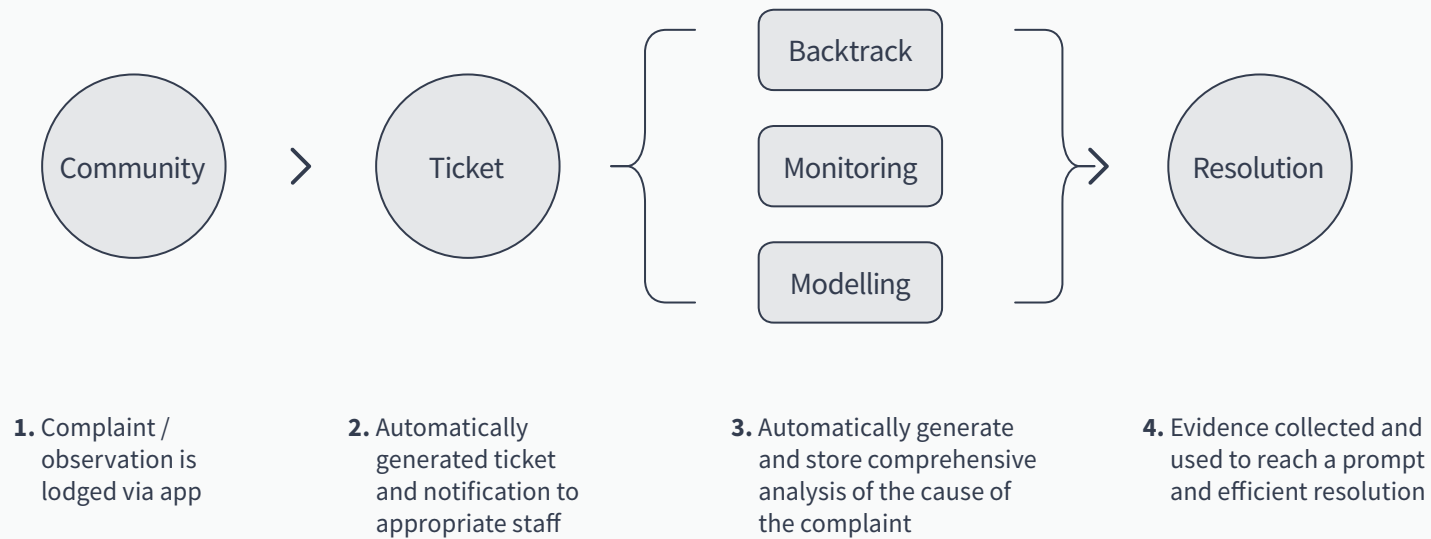 Community
Ticket
Backtrack
Monitoring
Modelling
Resolution
1. Complaint /
observation is
lodged via app
2. Automatically
generated ticket
and notification to
appropriate staff
3. Automatically generate
and store comprehensive
analysis of the cause of
the complaint
4. Evidence collected and
used to reach a prompt
and efficient resolution